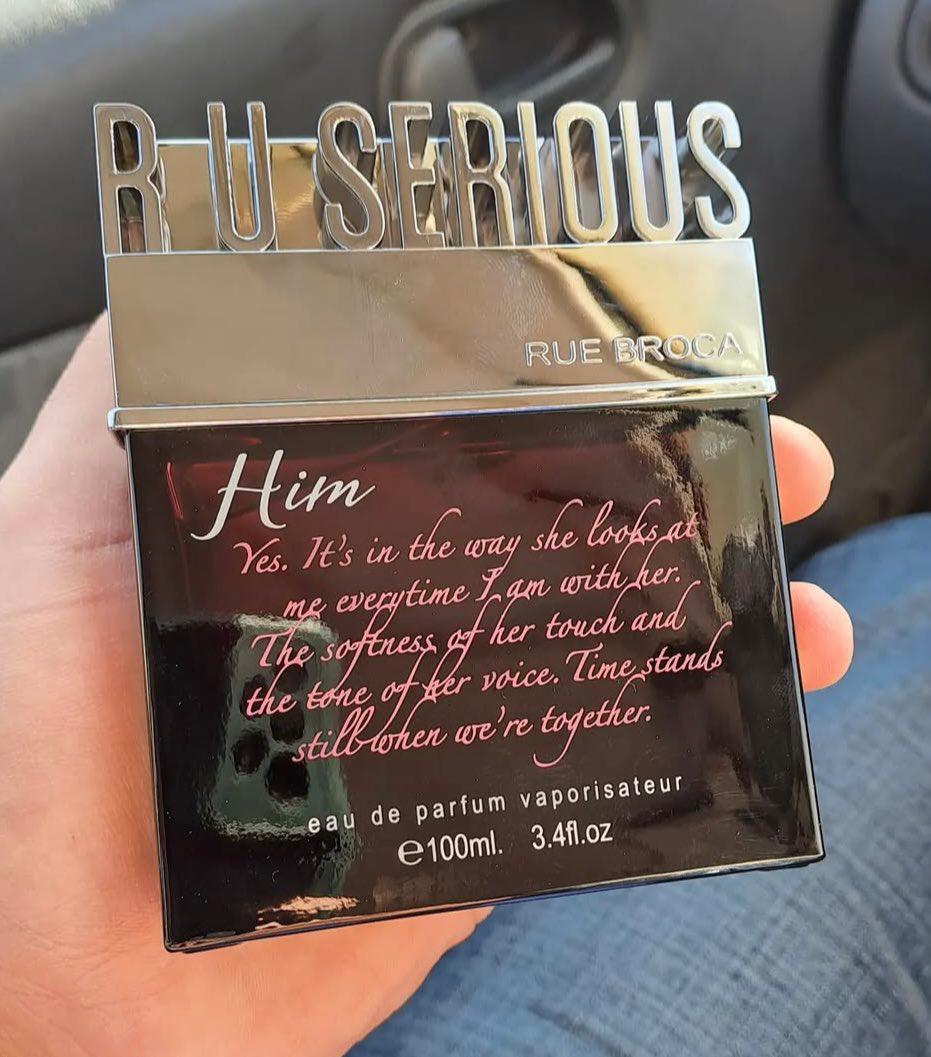 R U SERIOUS
RUE BROCA
Him
Yes. It's in the way she looks at
me everytime I am with her.
The softness of her touch and
the tone of her voice. Time stands
still when we're together.
eau de parfum vaporisateur
℮100ml. 3.4fl.oz